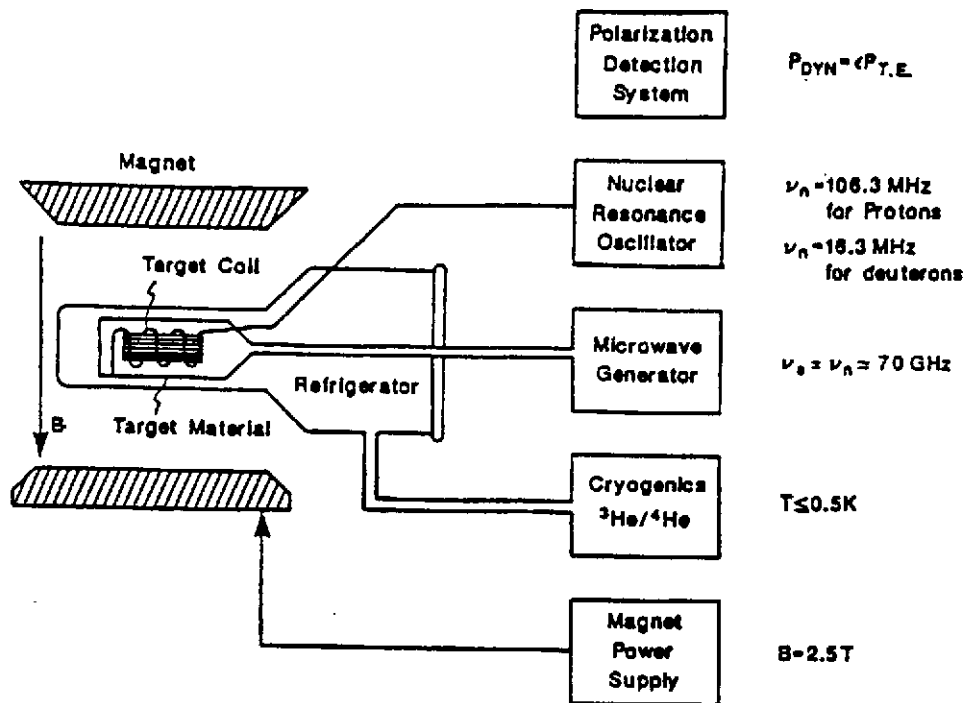 Polarization
Detection
System
P_DYN=εP_T.E.
Magnet
Nuclear
Resonance
Oscillator
ν_n=106.3 MHz
for Protons
ν_n=16.3 MHz
for deuterons
Target Coil
Microwave
Generator
ν_e ± ν_n ≃ 70 GHz
Refrigerator
B
Target Material
Cryogenics
³He/⁴He
T≤0.5K
Magnet
Power
Supply
B=2.5T